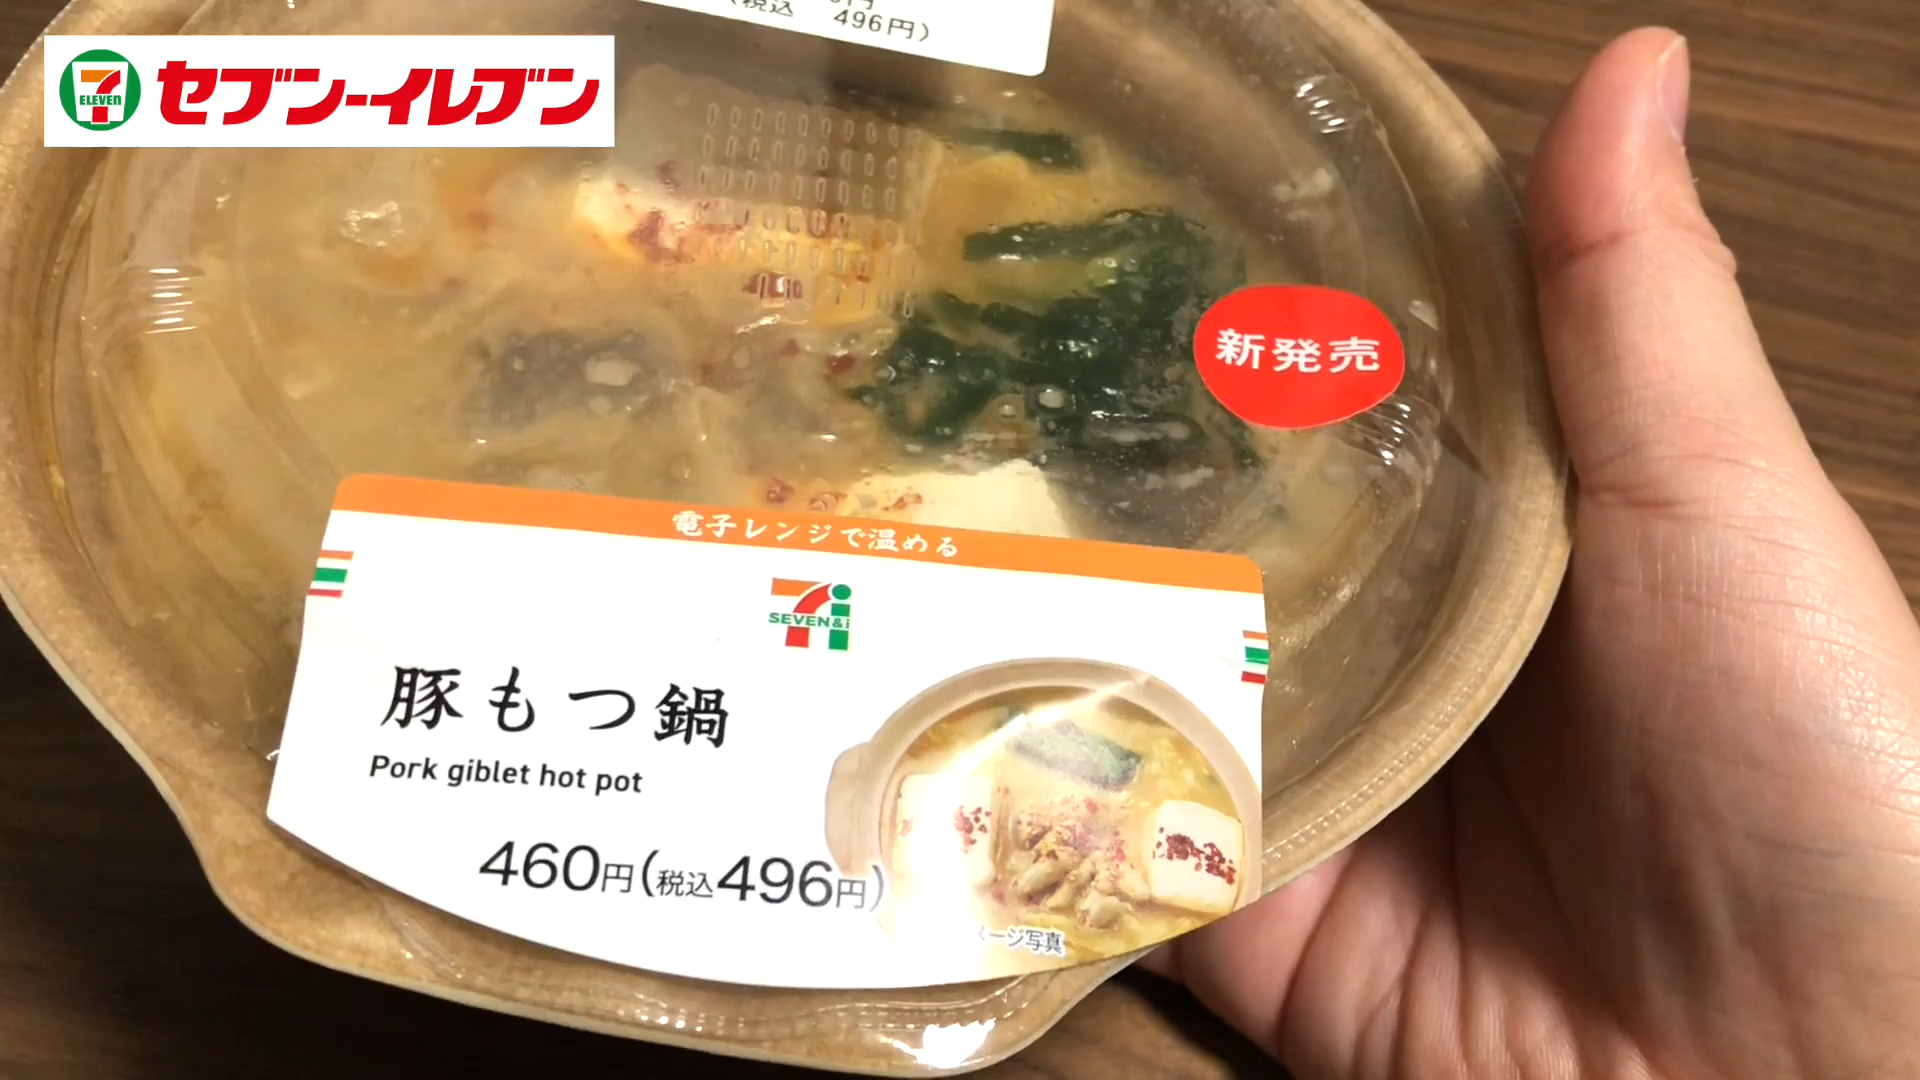 (税込 496円)
7
ELEVEN
セブン-イレブン
新発売
電子レンジで温める
SEVEN&i
豚もつ鍋
Pork giblet hot pot
460円(税込496円)
ージ写真